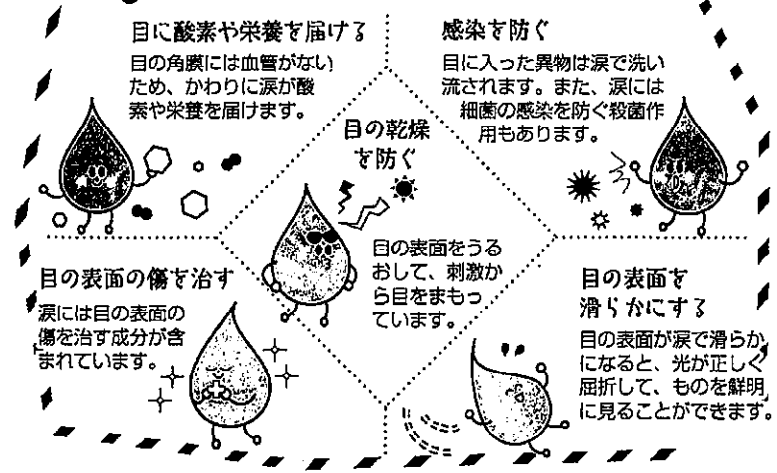 目に酸素や栄養を届ける
目の角膜には血管がない
ため、かわりに涙が酸
素や栄養を届けます。
感染を防ぐ
目に入った異物は涙で洗い
流されます。また、涙には
細菌の感染を防ぐ殺菌作
用もあります。
目の乾燥
を防ぐ
目の表面をうる
おして、刺激か
ら目をまもっ
ています。
目の表面の傷を治す
涙には目の表面の
傷を治す成分が含
まれています。
目の表面を
滑らかにする
目の表面が涙で滑らか
になると、光が正しく
屈折して、ものを鮮明
に見ることができます。